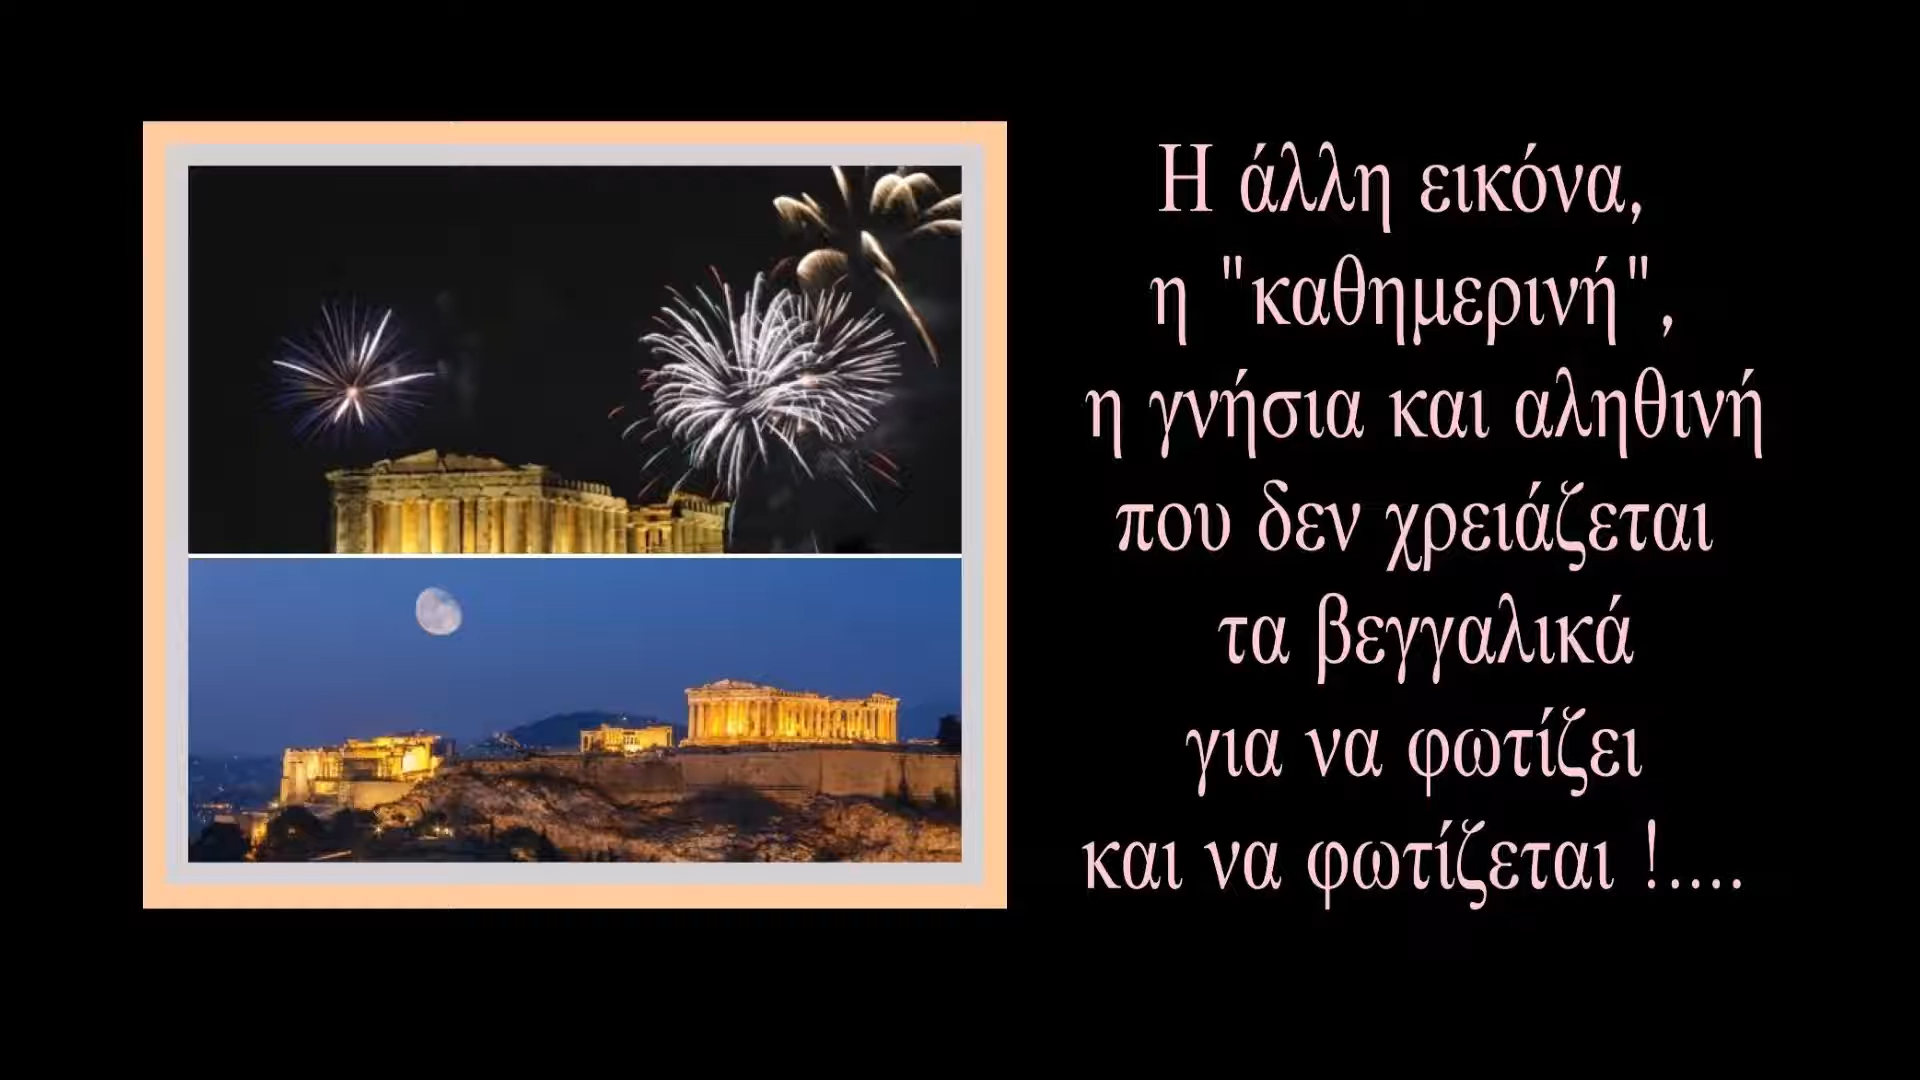 Η άλλη εικόνα,
η "καθημερινή",
η γνήσια και αληθινή
που δεν χρειάζεται
τα βεγγαλικά
για να φωτίζει
και να φωτίζεται !....